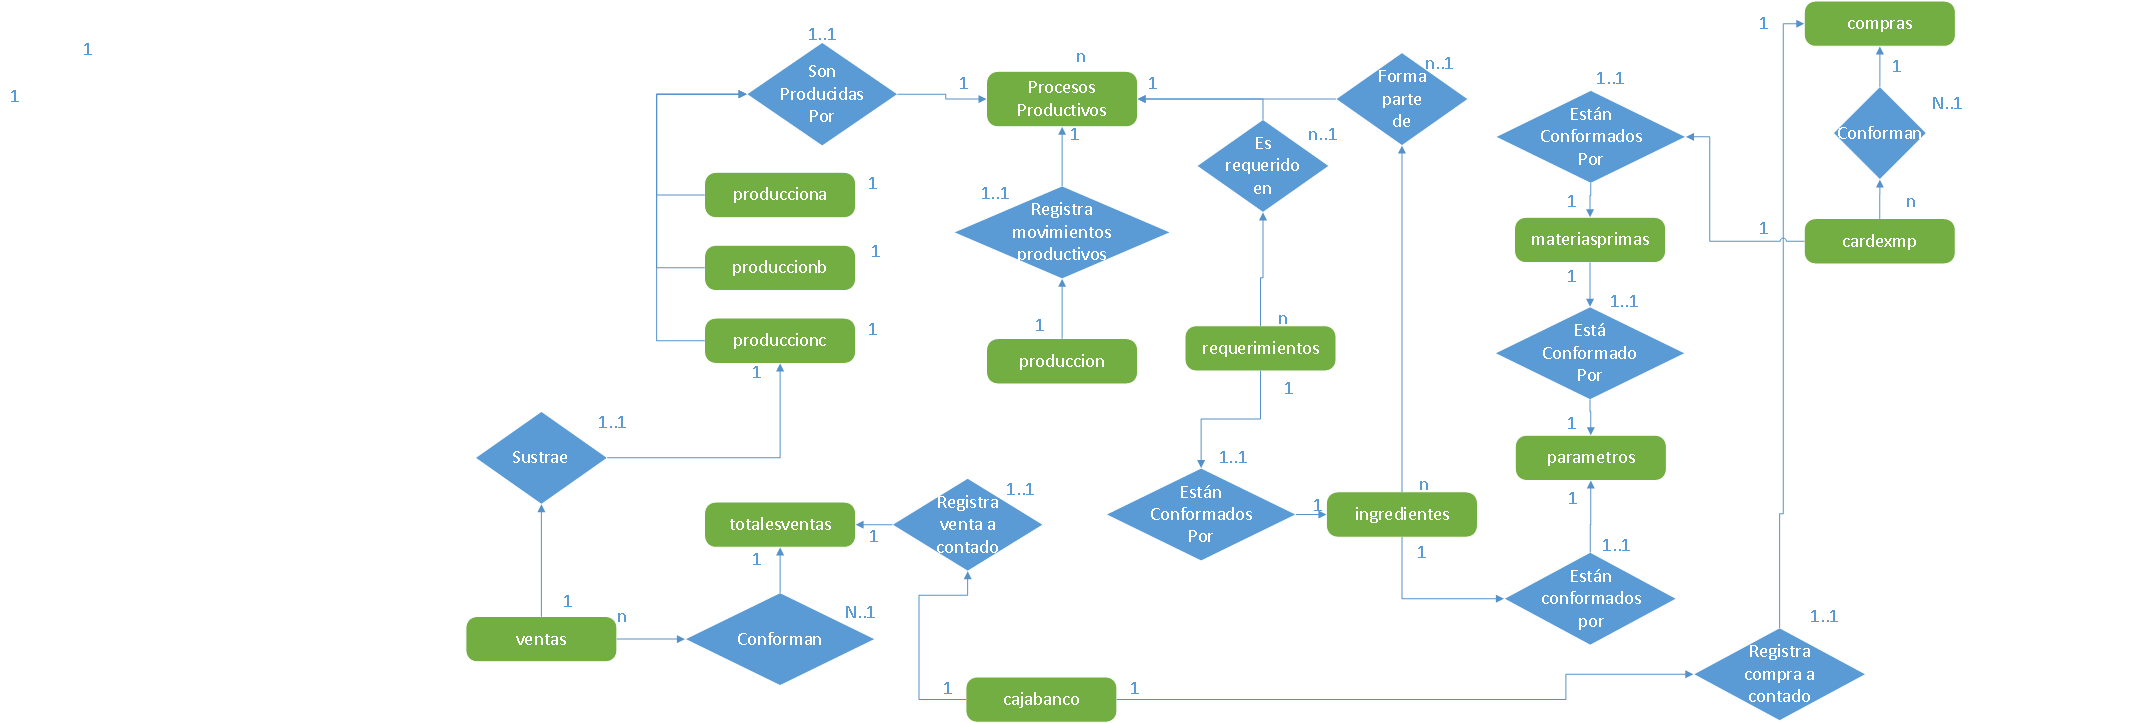 compras
1
1..1
1
Son
Producidas
Por
1
n
Procesos
Productivos
1
1
n..1
Forma
parte
de
1..1
1
Están
Conformados
Por
N..1
Conforman
1
n..1
Es
requerido
en
producciona
1
1..1
Registra
movimientos
productivos
1
materiasprimas
1
cardexmp
n
produccionb
1
1
1..1
produccionc
1
1
1
produccion
n
requerimientos
1
Está
Conformado
Por
1
1..1
Sustrae
1..1
Están
Conformados
Por
1
parametros
1
totalesventas
1
1..1
Registra
venta a
contado
1
n
ingredientes
1
1
1..1
Están
conformados
por
1
ventas
n
N..1
Conforman
1
cajabanco
1
1..1
Registra
compra a
contado